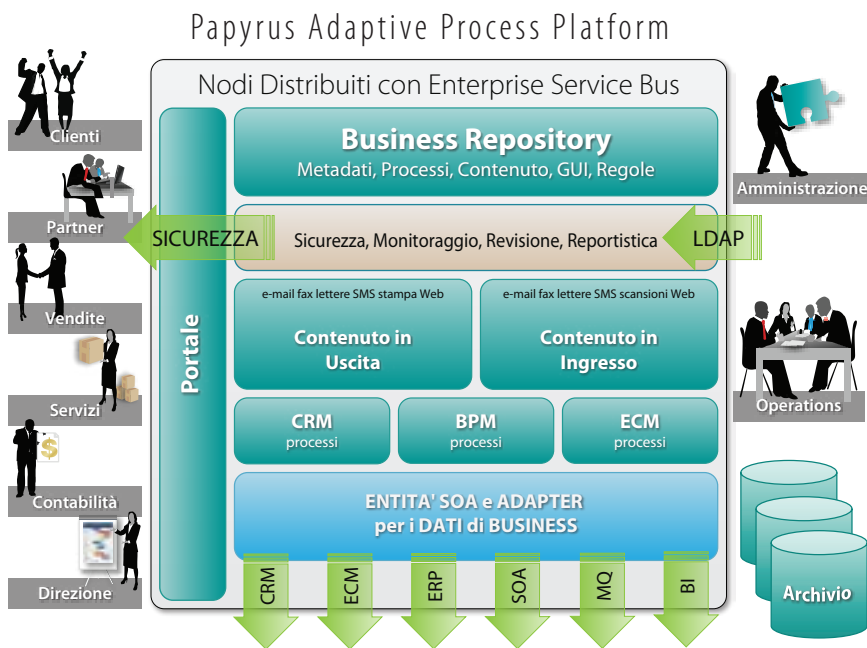 Papyrus Adaptive Process Platform
Nodi Distribuiti con Enterprise Service Bus
Clienti
Partner
Vendite
Servizi
Contabilità
$
Direzione
Portale
Business Repository
Metadati, Processi, Contenuto, GUI, Regole
SICUREZZA
Sicurezza, Monitoraggio, Revisione, Reportistica
LDAP
e-mail fax lettere SMS stampa Web
Contenuto in
Uscita
e-mail fax lettere SMS scansioni Web
Contenuto in
Ingresso
CRM
processi
BPM
processi
ECM
processi
ENTITA' SOA e ADAPTER
per i DATI di BUSINESS
CRM
ECM
ERP
SOA
MQ
BI
Amministrazione
Operations
Archivio